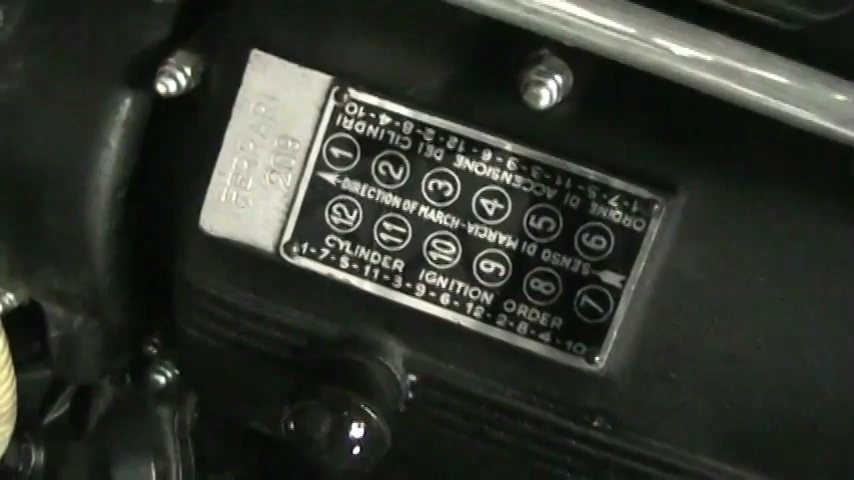 FERRARI
209
1-7-5-11-3-9-6-12-2-8-4-10
ORDINE DI ACCENSIONE DEI CILINDRI
1 2 3 4 5 6
DIRECTION OF MARCH-SENSO DI MARCIA
12 11 10 9 8 7
CYLINDER IGNITION ORDER
1-7-5-11-3-9-6-12-2-8-4-10